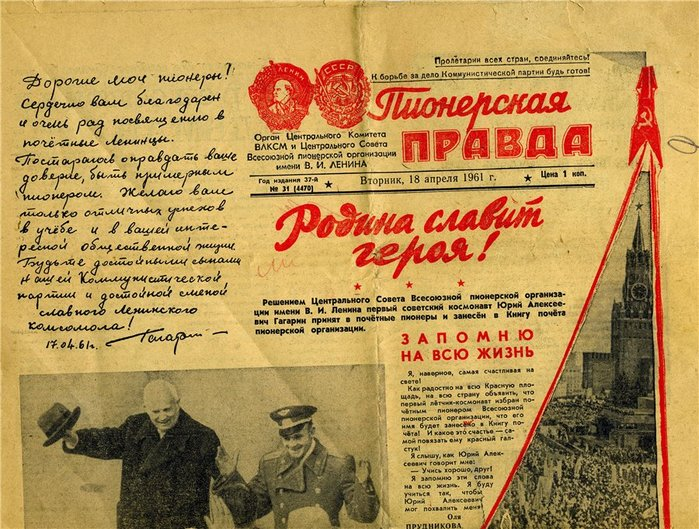 Дорогие мои пионеры!
Сердечно вам благодарен
и очень рад посвящению в
почётные Ленинцы.
Постараюсь оправдать ваше
доверие, быть примерным
пионером. Желаю вам
только отличных успехов
в учёбе и в вашей инте-
ресной общественной жизни.
Будьте достойными сынами
нашей Коммунистической
партии и достойной сменой
славного Ленинского
комсомола!
17.04.61г. Гагарин
Пролетарии всех стран, соединяйтесь!
К борьбе за дело Коммунистической партии будь готов!
ЛЕНИН
СССР
Пионерская
ПРАВДА
Орган Центрального Комитета
ВЛКСМ и Центрального Совета
Всесоюзной пионерской организации
имени В. И. ЛЕНИНА
Год издания 37-й
№ 31 (4470)
Вторник, 18 апреля 1961 г.
Цена 1 коп.
Родина славит
героя!
Решением Центрального Совета Всесоюзной пионерской организа-
ции имени В. И. Ленина первый советский космонавт Юрий Алексее-
вич Гагарин принят в почётные пионеры и занесён в Книгу почёта
пионерской организации.
ЗАПОМНЮ
НА ВСЮ ЖИЗНЬ
Я, наверное, самая счастливая на
свете!
Как радостно на всю Красную пло-
щадь, на всю страну объявить, что
первый лётчик-космонавт избран по-
чётным пионером Всесоюзной
пионерской организации, что его
имя будет занесено в Книгу по-
чёта! И какое это счастье — са-
мой повязать ему красный гал-
стук!
Я слышу, как Юрий Алексе-
евич говорит мне:
— Учись хорошо, друг!
Я запомню эти слова
на всю жизнь. Я буду
учиться так, чтобы
Юрий Алексеевич
мог похвалить меня!
Оля
ПРУДНИКОВА.